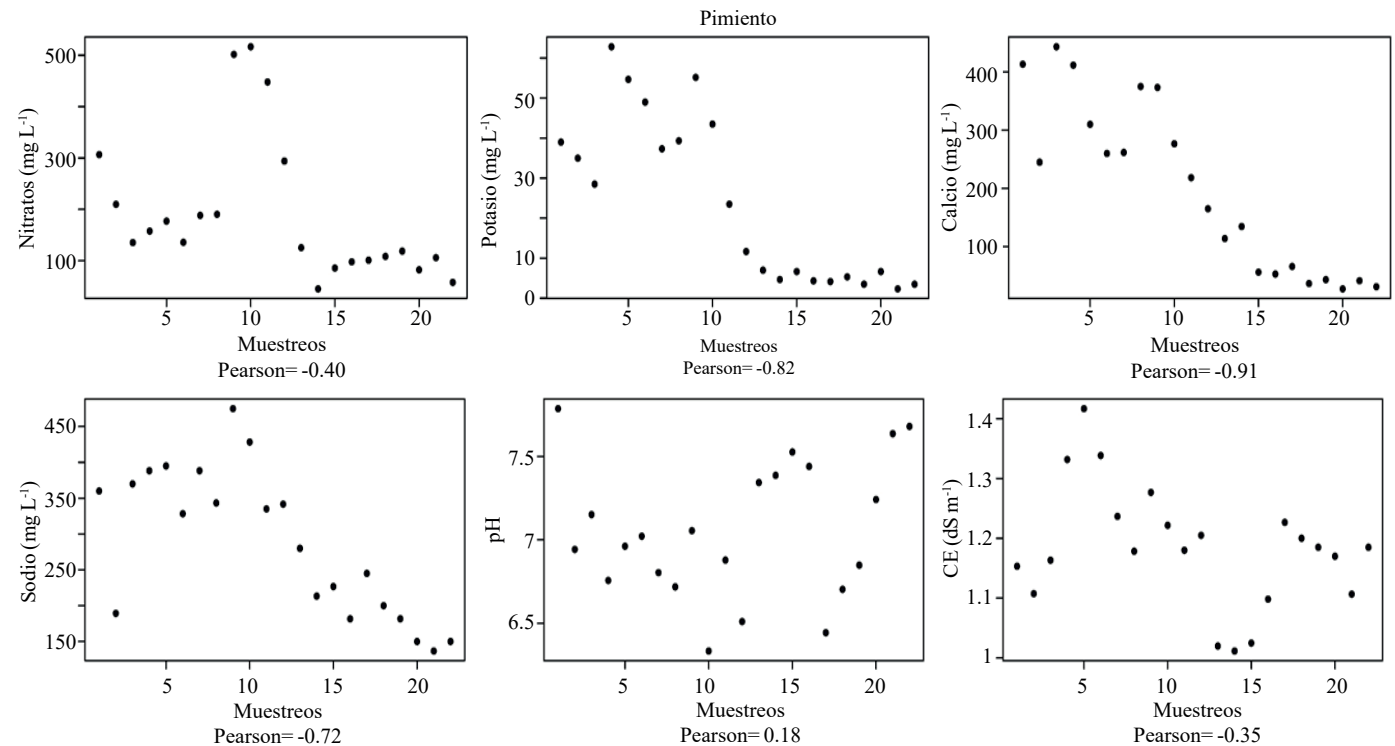 Pimiento
Nitratos (mg L-1)
500
300
100
5 10 15 20
Muestreos
Pearson= -0.40
Potasio (mg L-1)
50
30
10
0
5 10 15 20
Muestreos
Pearson= -0.82
Calcio (mg L-1)
400
300
200
100
5 10 15 20
Muestreos
Pearson= -0.91
Sodio (mg L-1)
450
350
250
150
5 10 15 20
Muestreos
Pearson= -0.72
pH
7.5
7
6.5
5 10 15 20
Muestreos
Pearson= 0.18
CE (dS m-1)
1.4
1.3
1.2
1.1
1
5 10 15 20
Muestreos
Pearson= -0.35